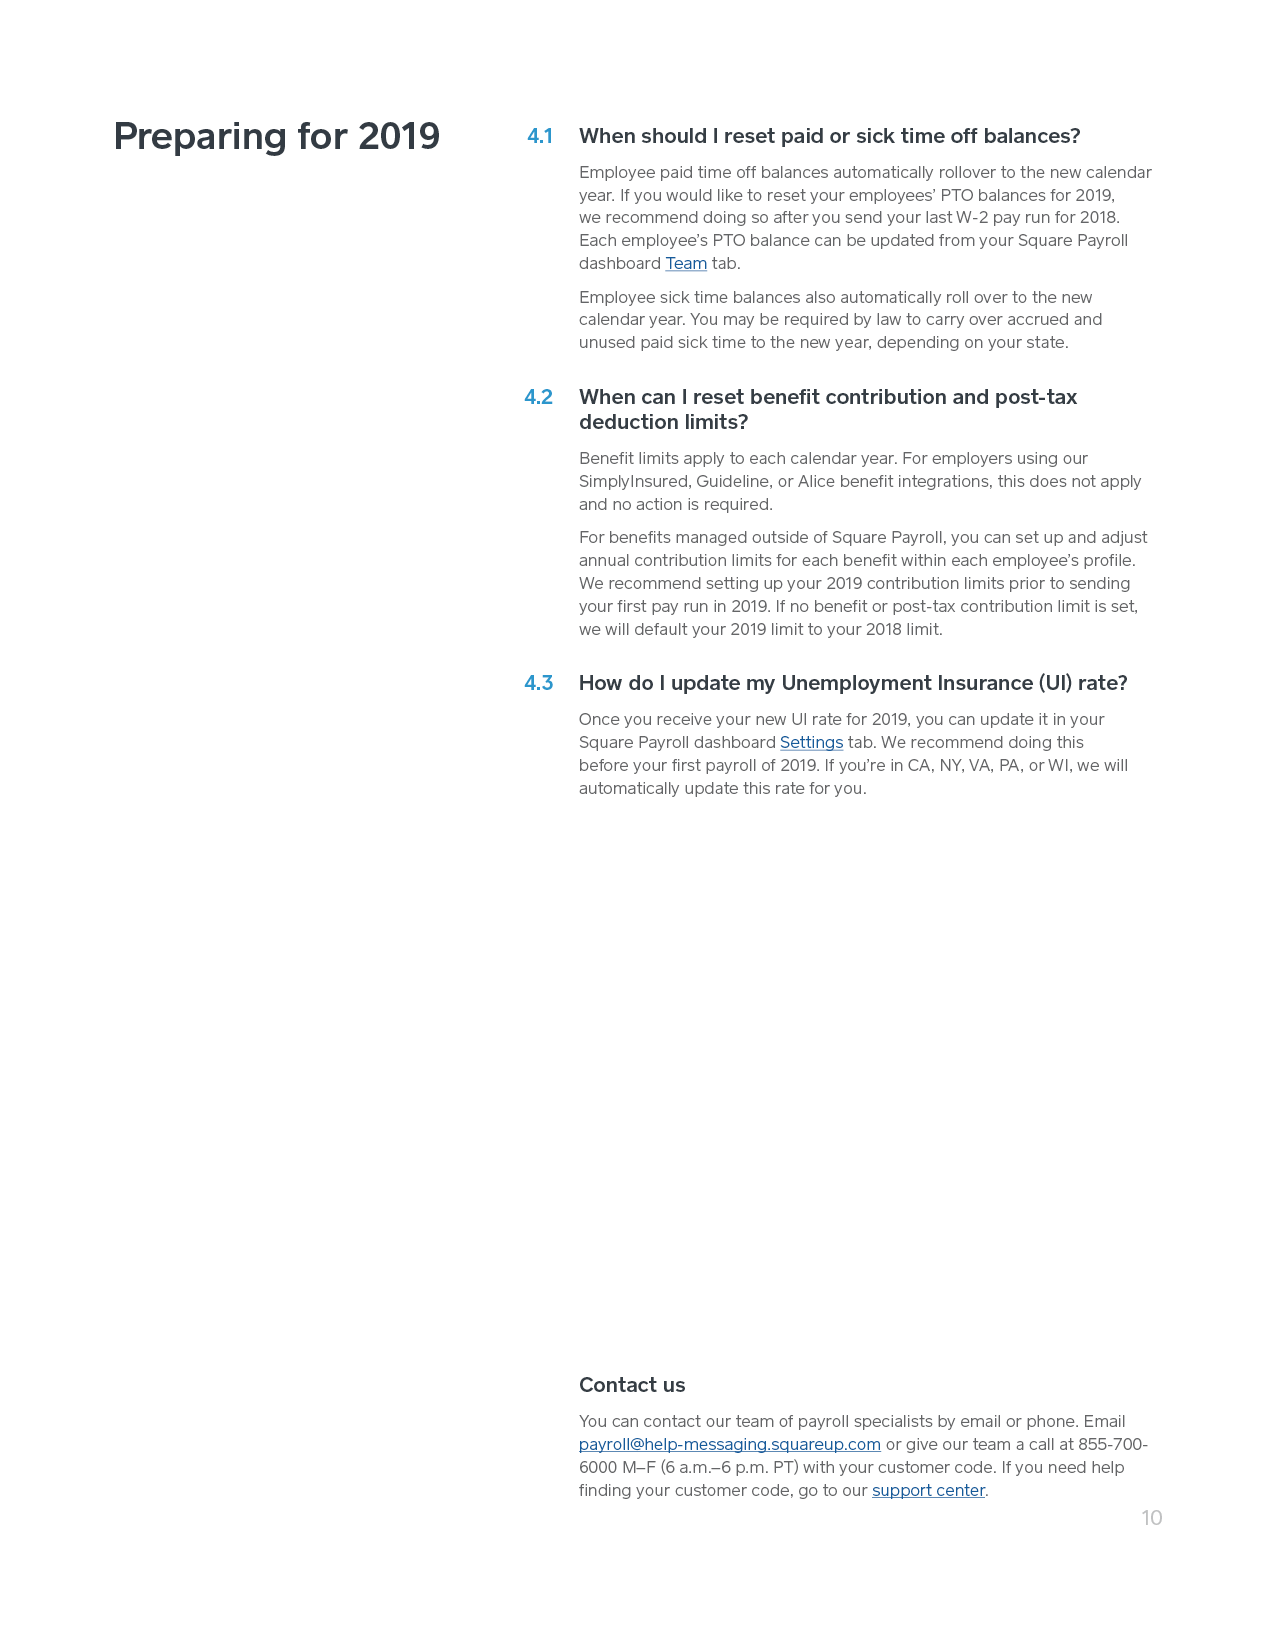 Preparing for 2019
4.1 When should I reset paid or sick time off balances?
Employee paid time off balances automatically rollover to the new calendar
year. If you would like to reset your employees’ PTO balances for 2019,
we recommend doing so after you send your last W-2 pay run for 2018.
Each employee’s PTO balance can be updated from your Square Payroll
dashboard Team tab.
Employee sick time balances also automatically roll over to the new
calendar year. You may be required by law to carry over accrued and
unused paid sick time to the new year, depending on your state.
4.2 When can I reset benefit contribution and post-tax
deduction limits?
Benefit limits apply to each calendar year. For employers using our
SimplyInsured, Guideline, or Alice benefit integrations, this does not apply
and no action is required.
For benefits managed outside of Square Payroll, you can set up and adjust
annual contribution limits for each benefit within each employee’s profile.
We recommend setting up your 2019 contribution limits prior to sending
your first pay run in 2019. If no benefit or post-tax contribution limit is set,
we will default your 2019 limit to your 2018 limit.
4.3 How do I update my Unemployment Insurance (UI) rate?
Once you receive your new UI rate for 2019, you can update it in your
Square Payroll dashboard Settings tab. We recommend doing this
before your first payroll of 2019. If you’re in CA, NY, VA, PA, or WI, we will
automatically update this rate for you.
Contact us
You can contact our team of payroll specialists by email or phone. Email
payroll@help-messaging.squareup.com or give our team a call at 855-700-
6000 M–F (6 a.m.–6 p.m. PT) with your customer code. If you need help
finding your customer code, go to our support center.
10